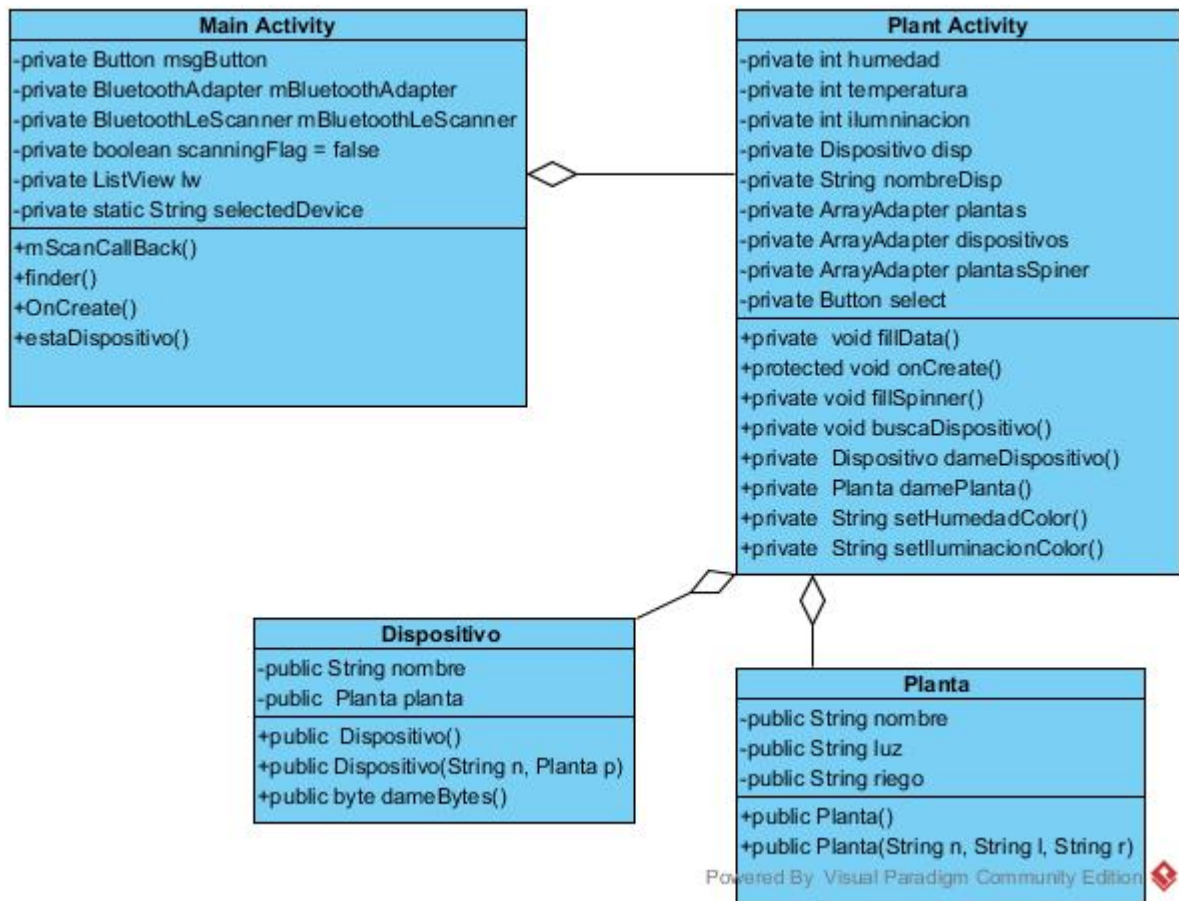 Main Activity
-private Button msgButton
-private BluetoothAdapter mBluetoothAdapter
-private BluetoothLeScanner mBluetoothLeScanner
-private boolean scanningFlag = false
-private ListView lw
-private static String selectedDevice
+mScanCallBack()
+finder()
+OnCreate()
+estaDispositivo()
Plant Activity
-private int humedad
-private int temperatura
-private int ilumninacion
-private Dispositivo disp
-private String nombreDisp
-private ArrayAdapter plantas
-private ArrayAdapter dispositivos
-private ArrayAdapter plantasSpiner
-private Button select
+private void fillData()
+protected void onCreate()
+private void fillSpinner()
+private void buscaDispositivo()
+private Dispositivo dameDispositivo()
+private Planta damePlanta()
+private String setHumedadColor()
+private String setIluminacionColor()
Dispositivo
-public String nombre
-public Planta planta
+public Dispositivo()
+public Dispositivo(String n, Planta p)
+public byte dameBytes()
Planta
-public String nombre
-public String luz
-public String riego
+public Planta()
+public Planta(String n, String l, String r)
Powered By Visual Paradigm Community Edition